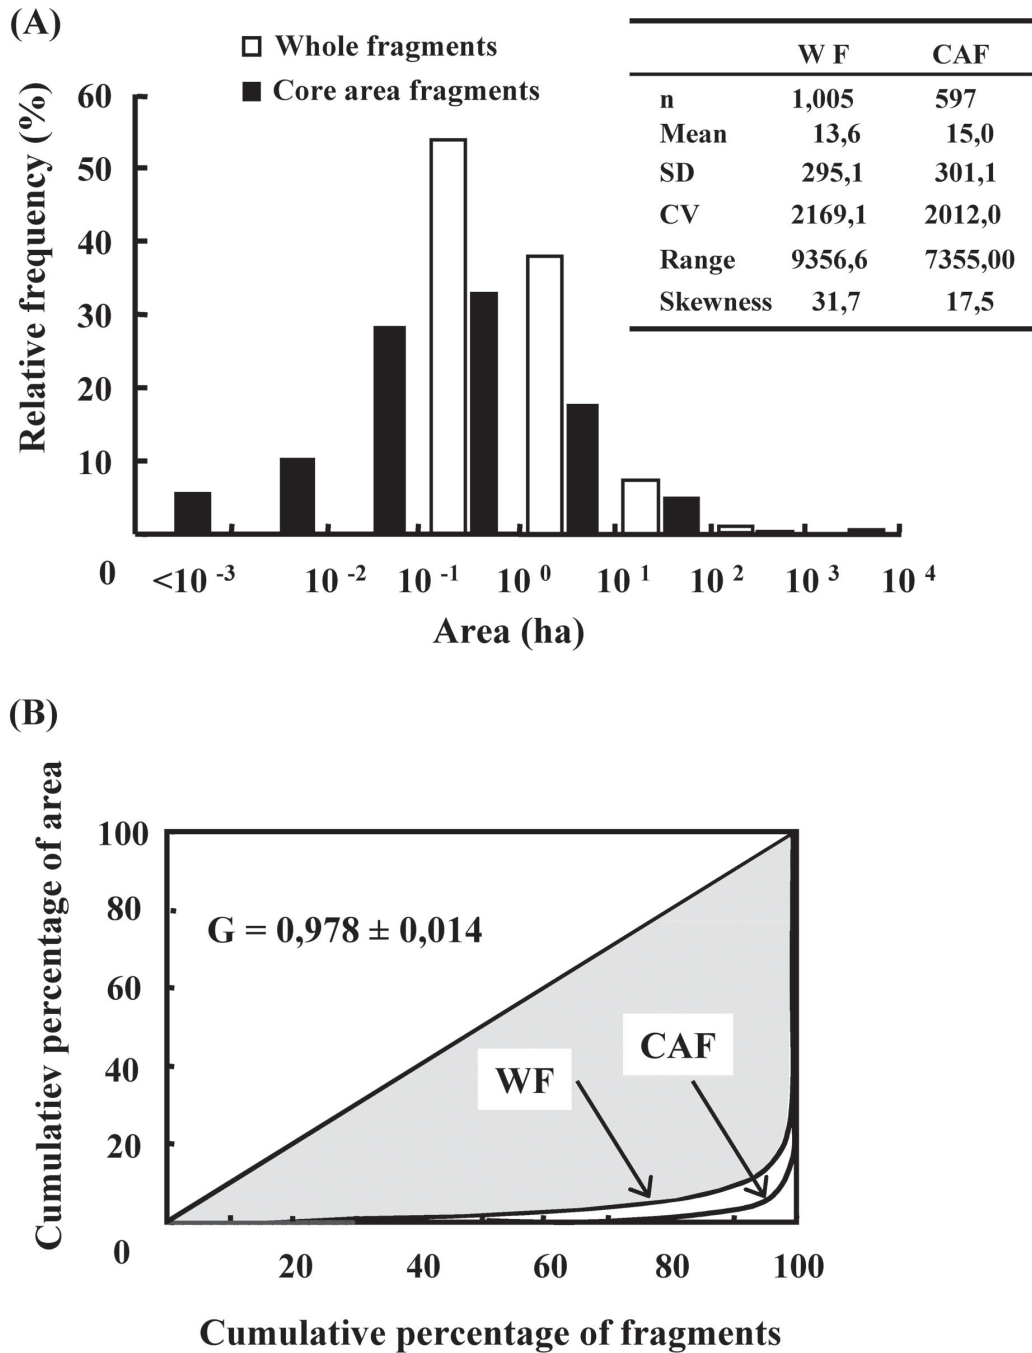 (A)
Whole fragments
Core area fragments
W F CAF
n 1,005 597
Mean 13,6 15,0
SD 295,1 301,1
CV 2169,1 2012,0
Range 9356,6 7355,00
Skewness 31,7 17,5
Relative frequency (%)
60
50
40
30
20
10
0
<10 -3 10 -2 10 -1 10 0 10 1 10 2 10 3 10 4
Area (ha)
(B)
Cumulatiev percentage of area
100
80
60
40
20
0
G = 0,978 ± 0,014
CAF
WF
20 40 60 80 100
Cumulative percentage of fragments